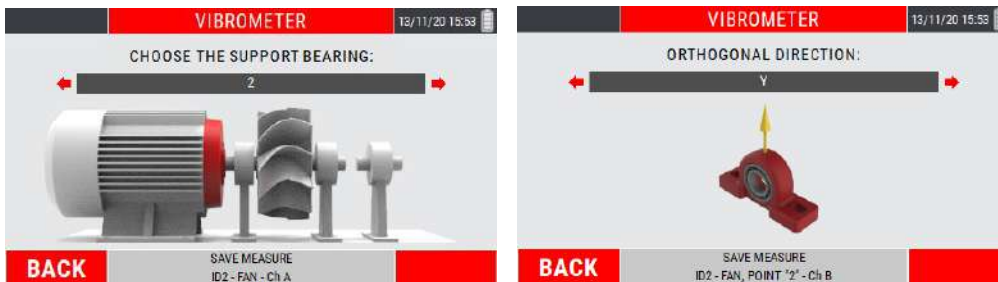 VIBROMETER 13/11/20 15:53
CHOOSE THE SUPPORT BEARING:
2
BACK
SAVE MEASURE
ID2 - FAN - Ch A
VIBROMETER 13/11/20 15:53
ORTHOGONAL DIRECTION:
Y
BACK
SAVE MEASURE
ID2 - FAN, POINT "2" - Ch B